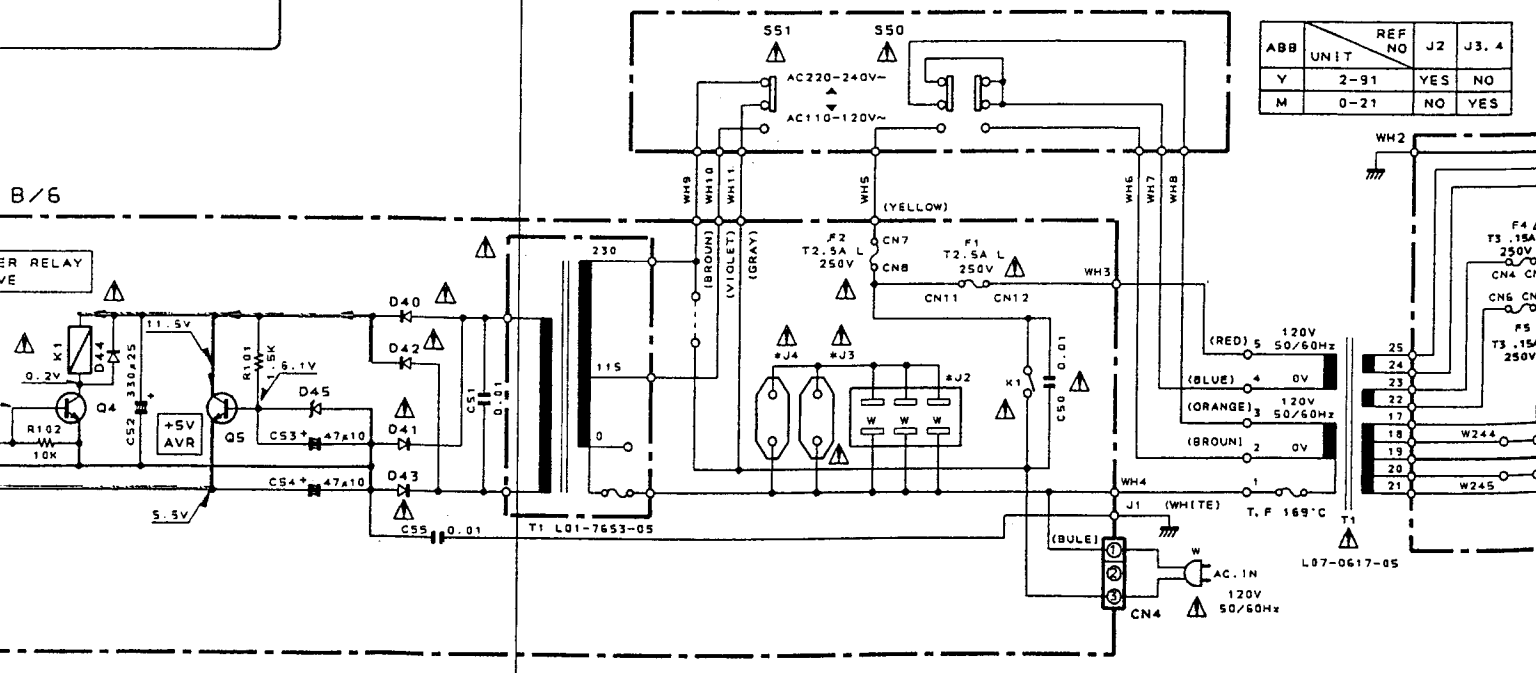 S51
S50
AC220-240V~
AC110-120V~
ABB
REF NO
UNIT
J2
J3. 4
Y
2-91
YES
NO
M
0-21
NO
YES
WH2
B/6
WH9
WH10
WH11
WH5
WH6
WH7
WH8
(YELLOW)
(BROUN)
(VIOLET)
(GRAY)
ER RELAY
VE
230
115
0
F2
T2.5A L
250V
CN7
CN8
F1
T2.5A L
250V
CN11
CN12
WH3
F4
T3 .15A
250V
CN4
CN6
F5
T3 .15A
250V
K1
D44
0.2V
Q4
R102
10K
C52
330µ25
11.5V
R101
1.5K
6.1V
D45
+5V
AVR
Q5
C53
+
47µ10
C54
+
47µ10
5.5V
D40
D42
D41
D43
C51
0.01
C55
0.01
T1 L01-7653-05
*J4
*J3
*J2
W
W
W
K1
C50
0.01
WH4
J1
(WHITE)
(BULE)
1
2
3
CN4
W
AC. IN
120V
50/60Hz
(RED)
5
120V
50/60Hz
(BLUE)
4
0V
(ORANGE)
3
120V
50/60Hz
(BROUN)
2
0V
1
T. F 169°C
T1
L07-0617-05
25
24
23
22
17
18
19
20
21
W244
W245